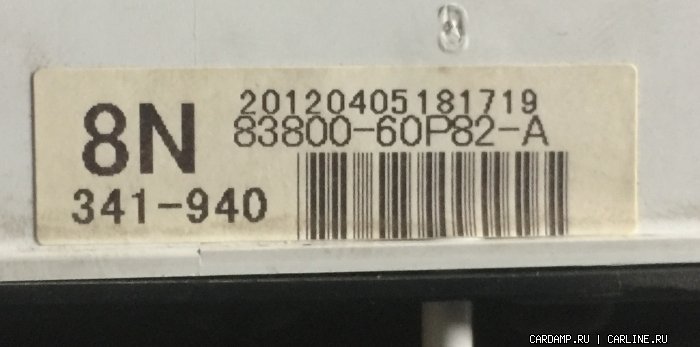 20120405181719
8N
83800-60P82-A
341-940
CARDAMP.RU | CARLINE.RU